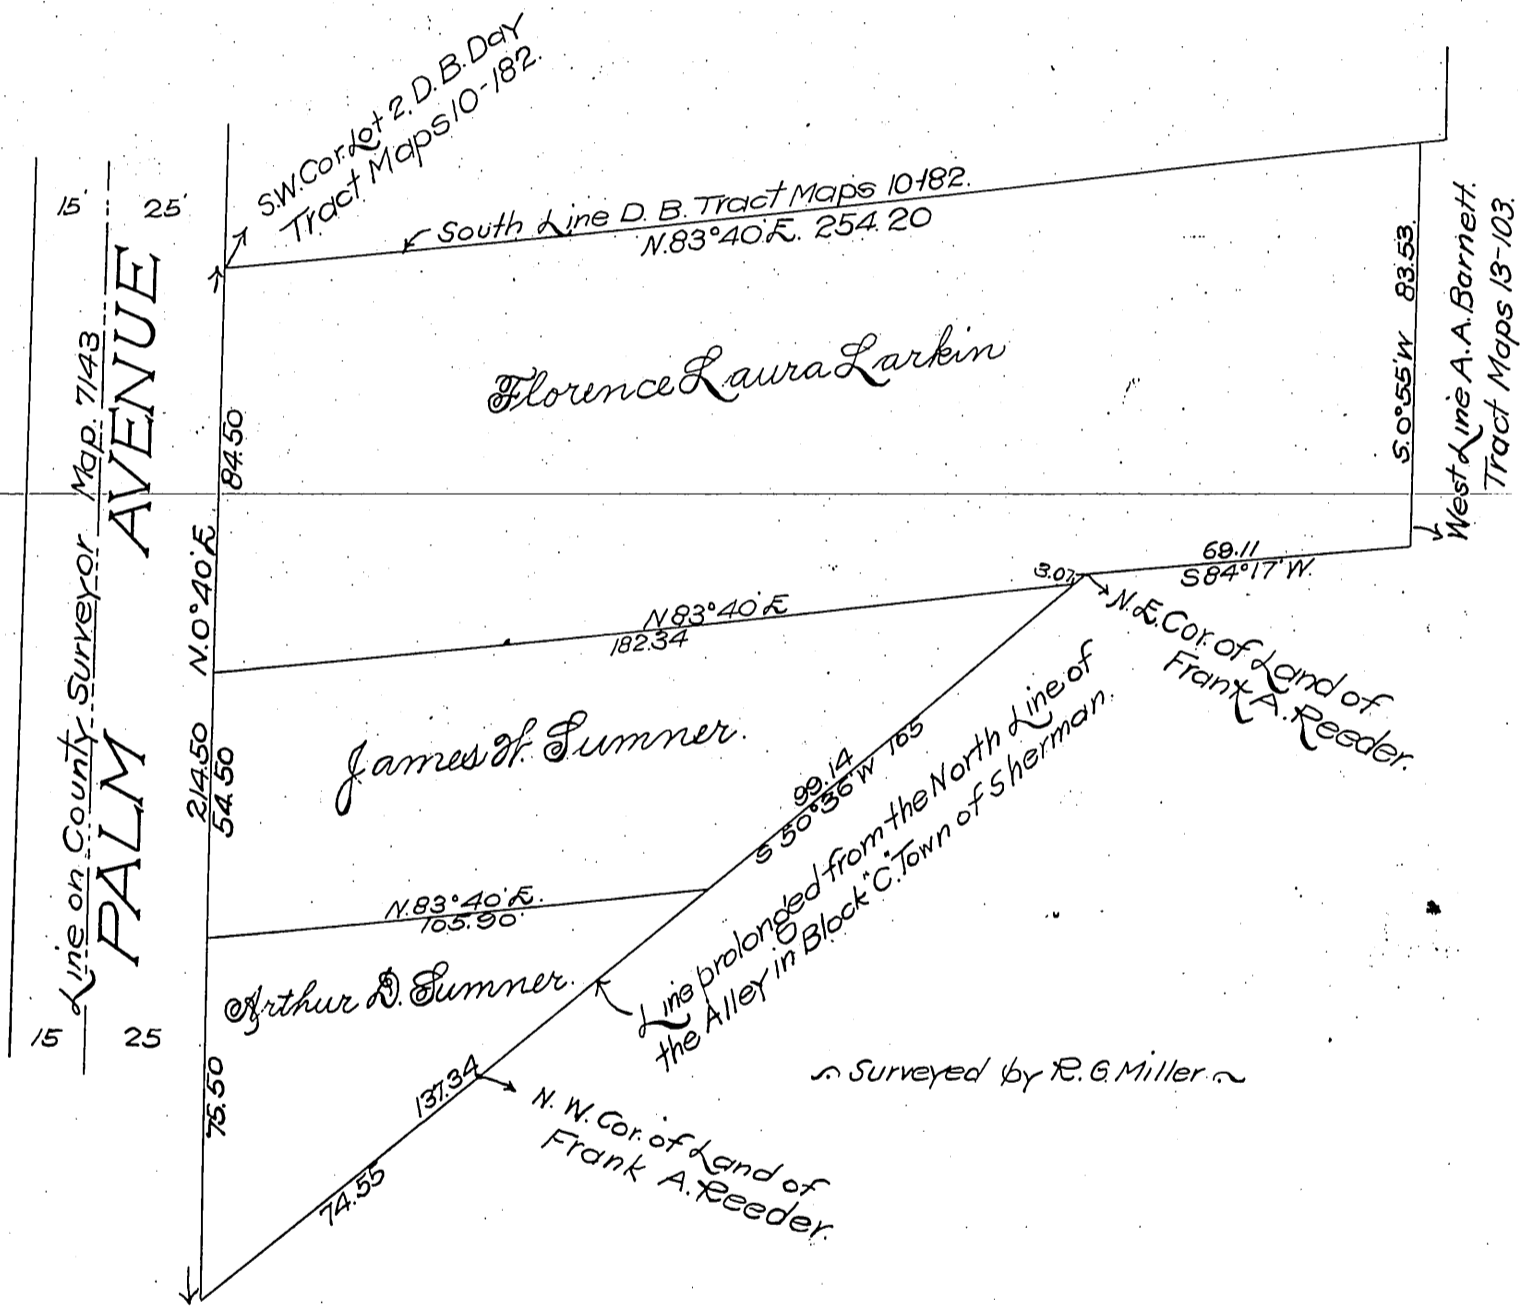 S.W. Cor. Lot 2. D. B. Day
Tract Maps 10-182.
15'
25'
South Line D. B. Tract Maps 10-182.
N.83°40'E. 254.20
Line on County Surveyor Map. 7143
PALM AVENUE
84.50
N.0°40'E
214.50
54.50
75.50
Florence Laura Larkin
S.0°55'W 83.53
West Line A. A. Barnett.
Tract Maps 13-103.
69.11
S84°17'W.
3.07
N.E. Cor. of Land of
Frank A. Reeder.
N83°40'E
182.34
James W. Sumner.
99.14
165
S 50°36'W
Line prolonged from the North Line of
the Alley in Block "C" Town of Sherman.
N.83°40'E.
105.90
Arthur D. Sumner.
137.34
74.55
N. W. Cor. of Land of
Frank A. Reeder.
15
25
Surveyed by R. G. Miller